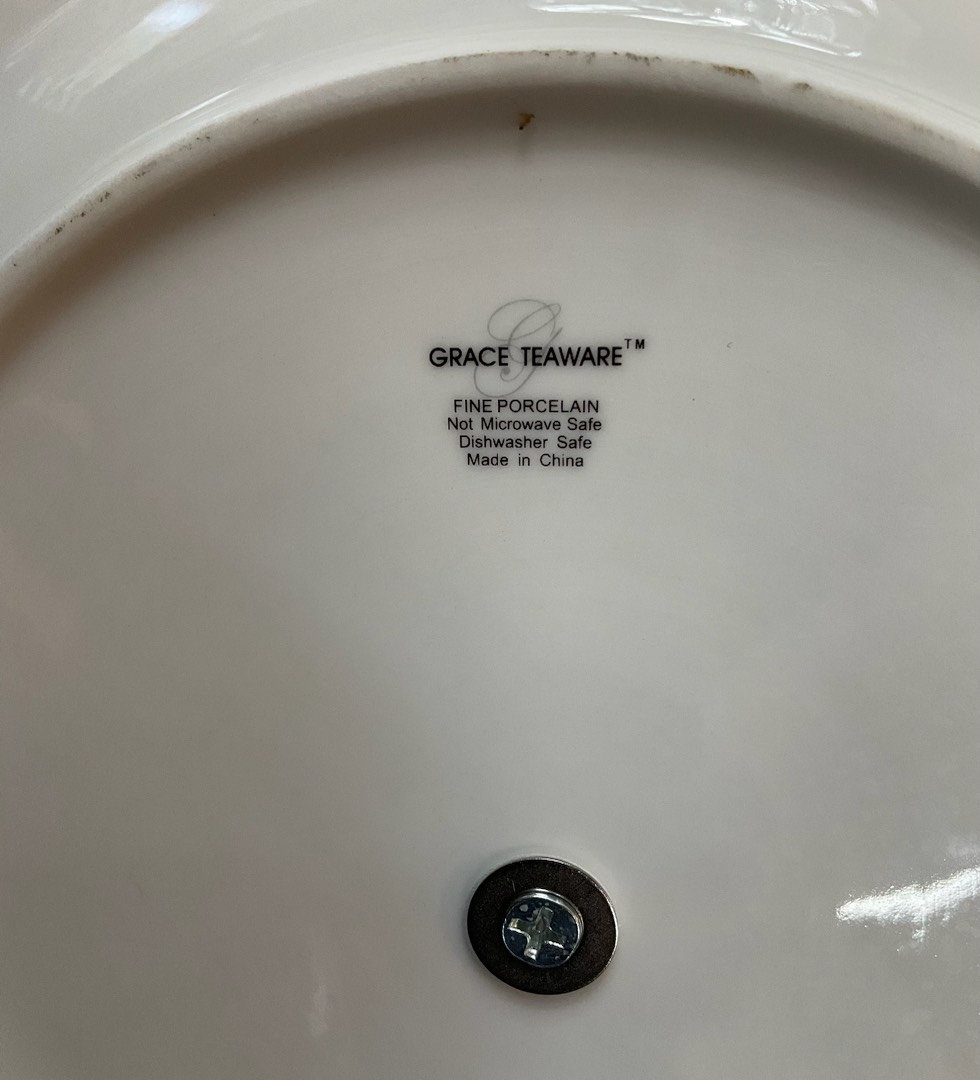 G
GRACE TEAWARE™
FINE PORCELAIN
Not Microwave Safe
Dishwasher Safe
Made in China